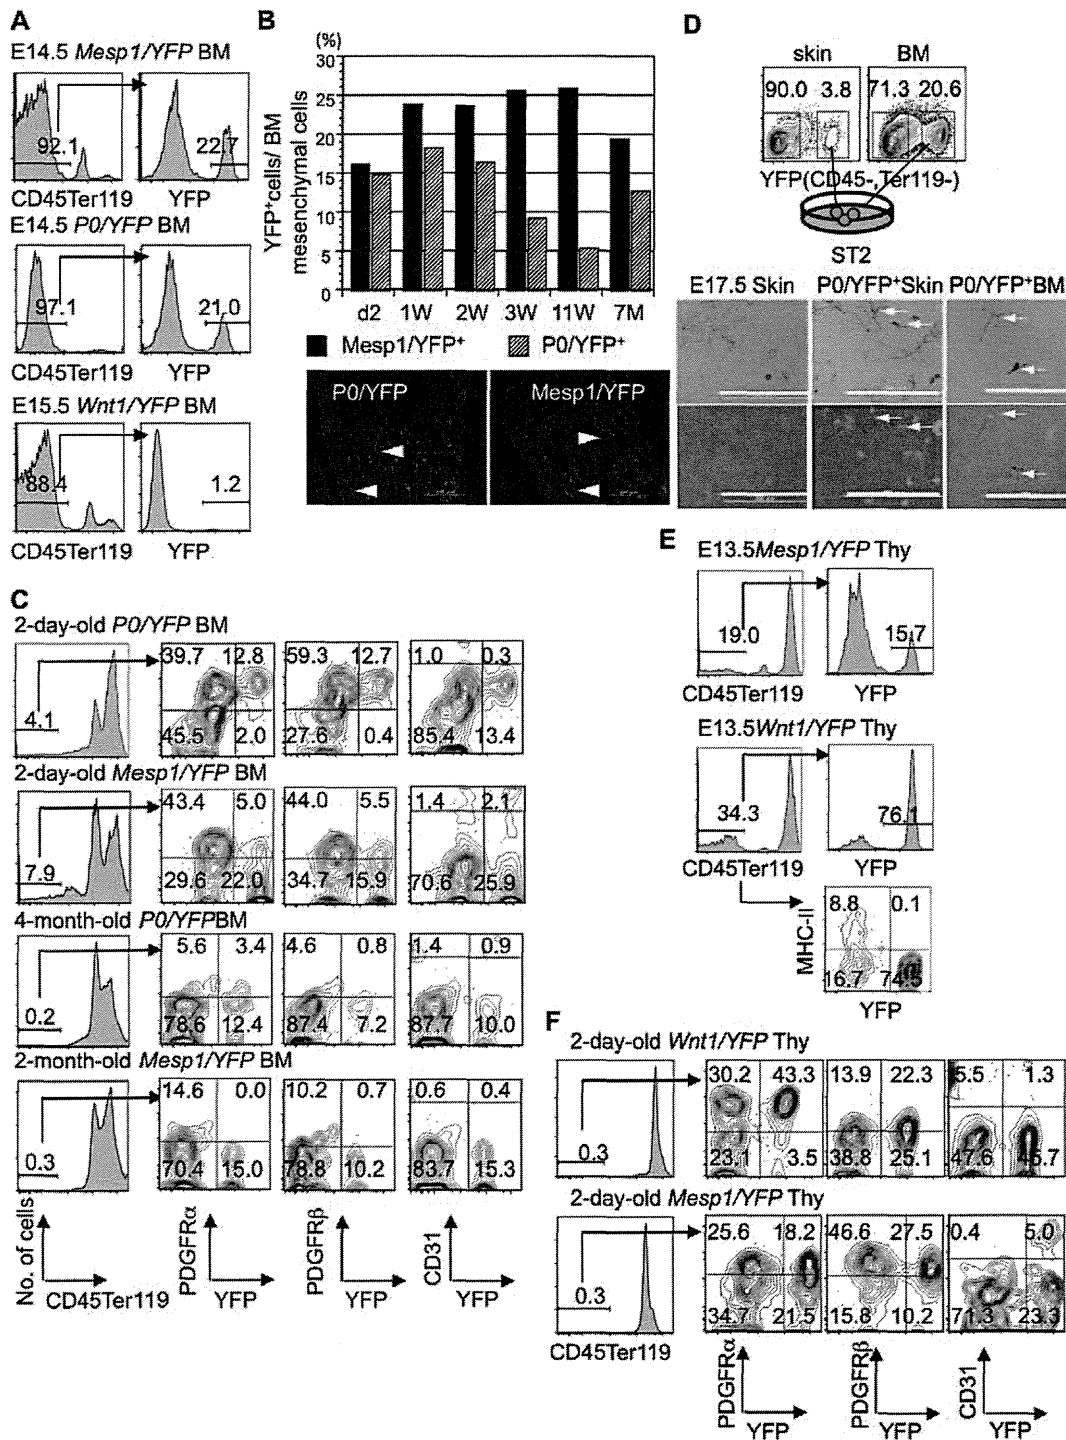 A
E14.5 Mesp1/YFP BM
92.1
22.7
CD45Ter119
YFP
E14.5 P0/YFP BM
97.1
21.0
CD45Ter119
YFP
E15.5 Wnt1/YFP BM
88.4
1.2
CD45Ter119
YFP
B
(%)
30
25
20
15
10
5
0
YFP+cells/ BM
mesenchymal cells
d2 1W 2W 3W 11W 7M
Mesp1/YFP+ P0/YFP+
P0/YFP
Mesp1/YFP
C
2-day-old P0/YFP BM
4.1
39.7 12.8
45.5 2.0
59.3 12.7
27.6 0.4
1.0 0.3
85.4 13.4
2-day-old Mesp1/YFP BM
7.9
43.4 5.0
29.6 22.0
44.0 5.5
34.7 15.9
1.4 2.1
70.6 25.9
4-month-old P0/YFPBM
0.2
5.6 3.4
78.6 12.4
4.6 0.8
87.4 7.2
1.4 0.9
87.7 10.0
2-month-old Mesp1/YFP BM
0.3
14.6 0.0
70.4 15.0
10.2 0.7
78.8 10.2
0.6 0.4
83.7 15.3
No. of cells
CD45Ter119
PDGFRα
YFP
PDGFRβ
YFP
CD31
YFP
D
skin
BM
90.0 3.8
71.3 20.6
YFP(CD45-,Ter119-)
ST2
E17.5 Skin
P0/YFP+Skin
P0/YFP+BM
E
E13.5Mesp1/YFP Thy
19.0
15.7
CD45Ter119
YFP
E13.5Wnt1/YFP Thy
34.3
76.1
CD45Ter119
YFP
8.8 0.1
16.7 74.5
MHC-II
YFP
F
2-day-old Wnt1/YFP Thy
0.3
30.2 43.3
23.1 3.5
13.9 22.3
38.8 25.1
5.5 1.3
47.6 45.7
2-day-old Mesp1/YFP Thy
0.3
25.6 18.2
34.7 21.5
46.6 27.5
15.8 10.2
0.4 5.0
71.3 23.3
CD45Ter119
PDGFRα
YFP
PDGFRβ
YFP
CD31
YFP